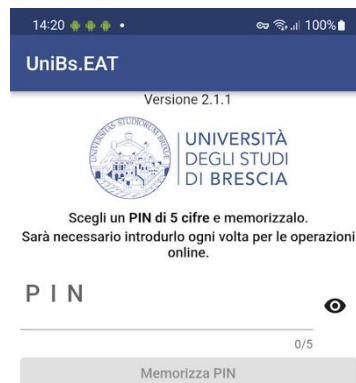 14:20 100%
UniBs.EAT
Versione 2.1.1
UNIVERSITÀ
DEGLI STUDI
DI BRESCIA
Scegli un PIN di 5 cifre e memorizzalo.
Sarà necessario introdurlo ogni volta per le operazioni
online.
PIN
0/5
Memorizza PIN